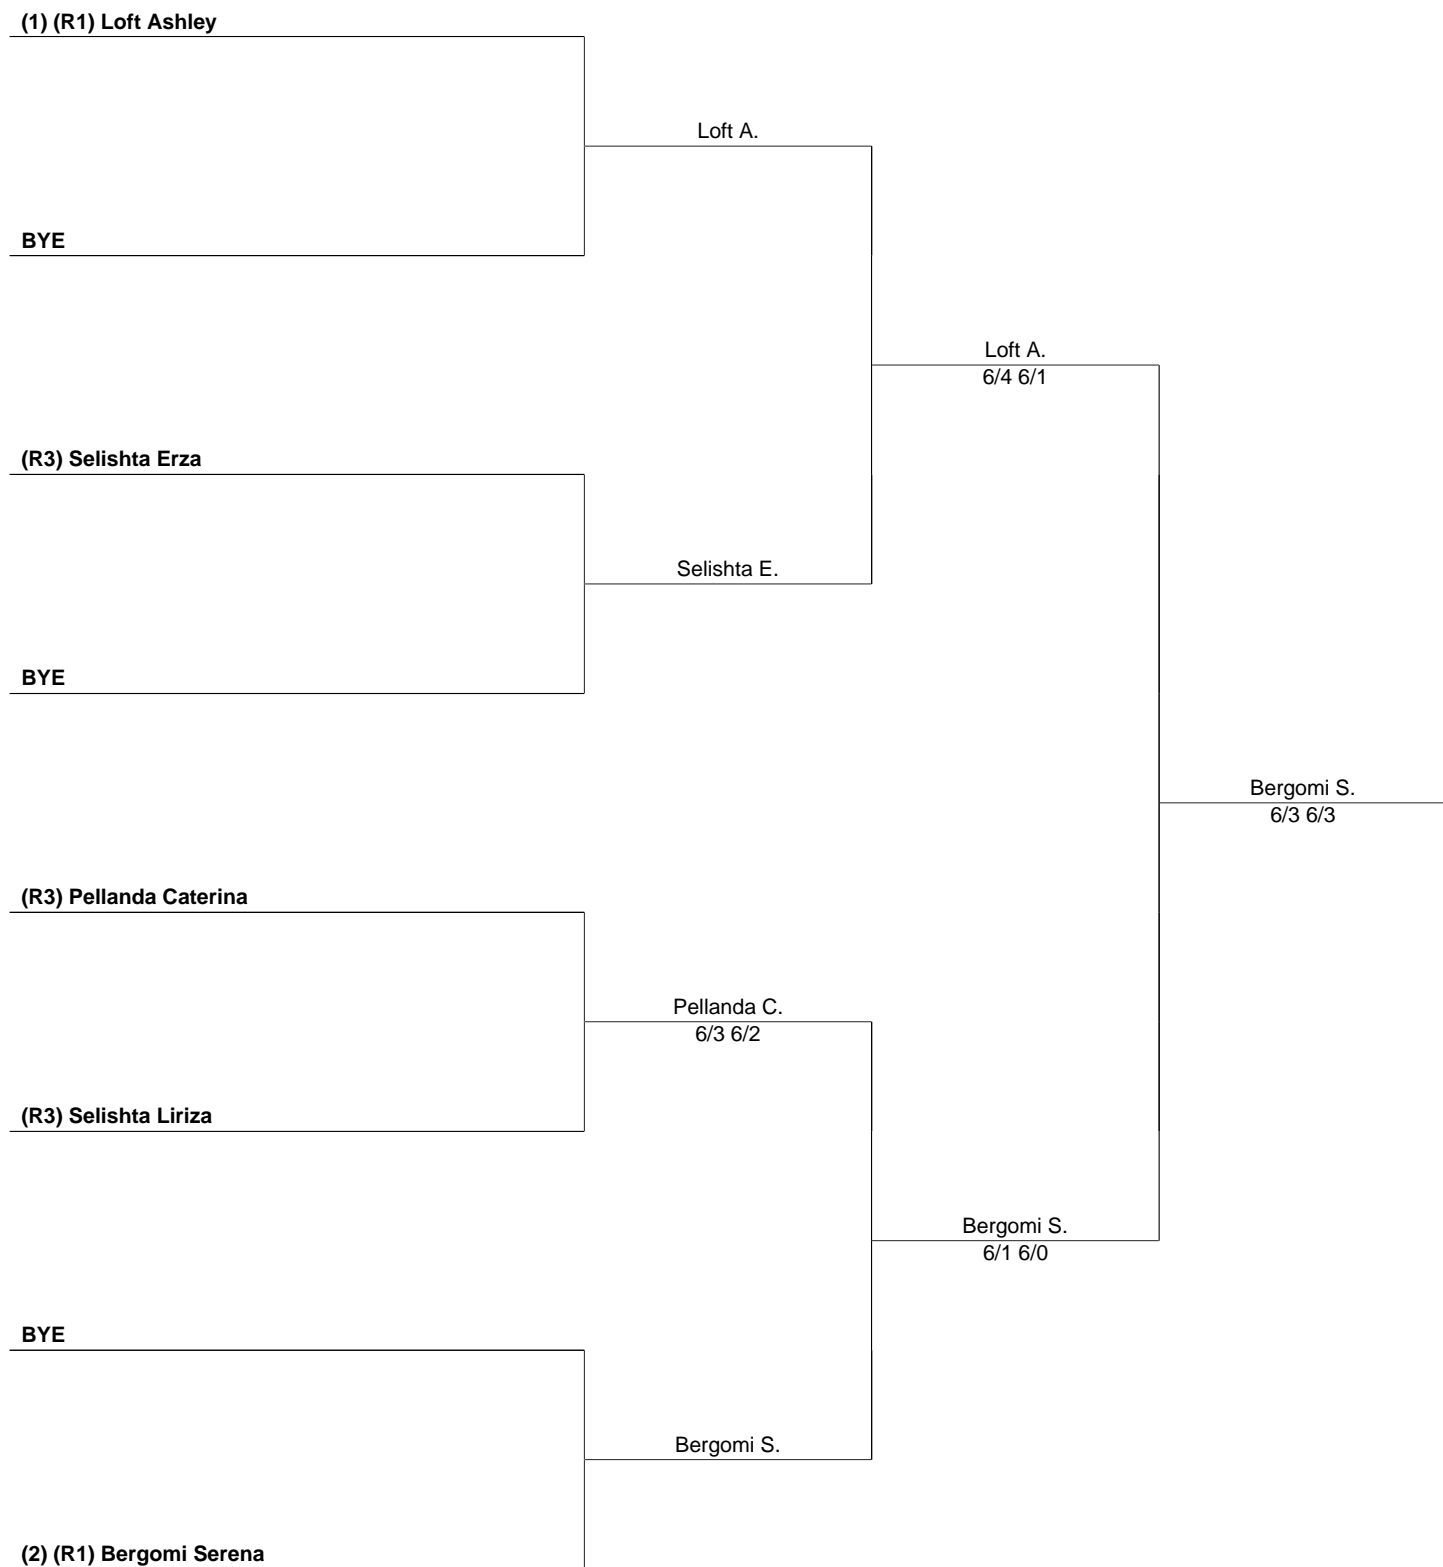 (1) (R1) Loft Ashley
Loft A.
BYE
Loft A.
6/4 6/1
(R3) Selishta Erza
Selishta E.
BYE
Bergomi S.
6/3 6/3
(R3) Pellanda Caterina
Pellanda C.
6/3 6/2
(R3) Selishta Liriza
Bergomi S.
6/1 6/0
BYE
Bergomi S.
(2) (R1) Bergomi Serena